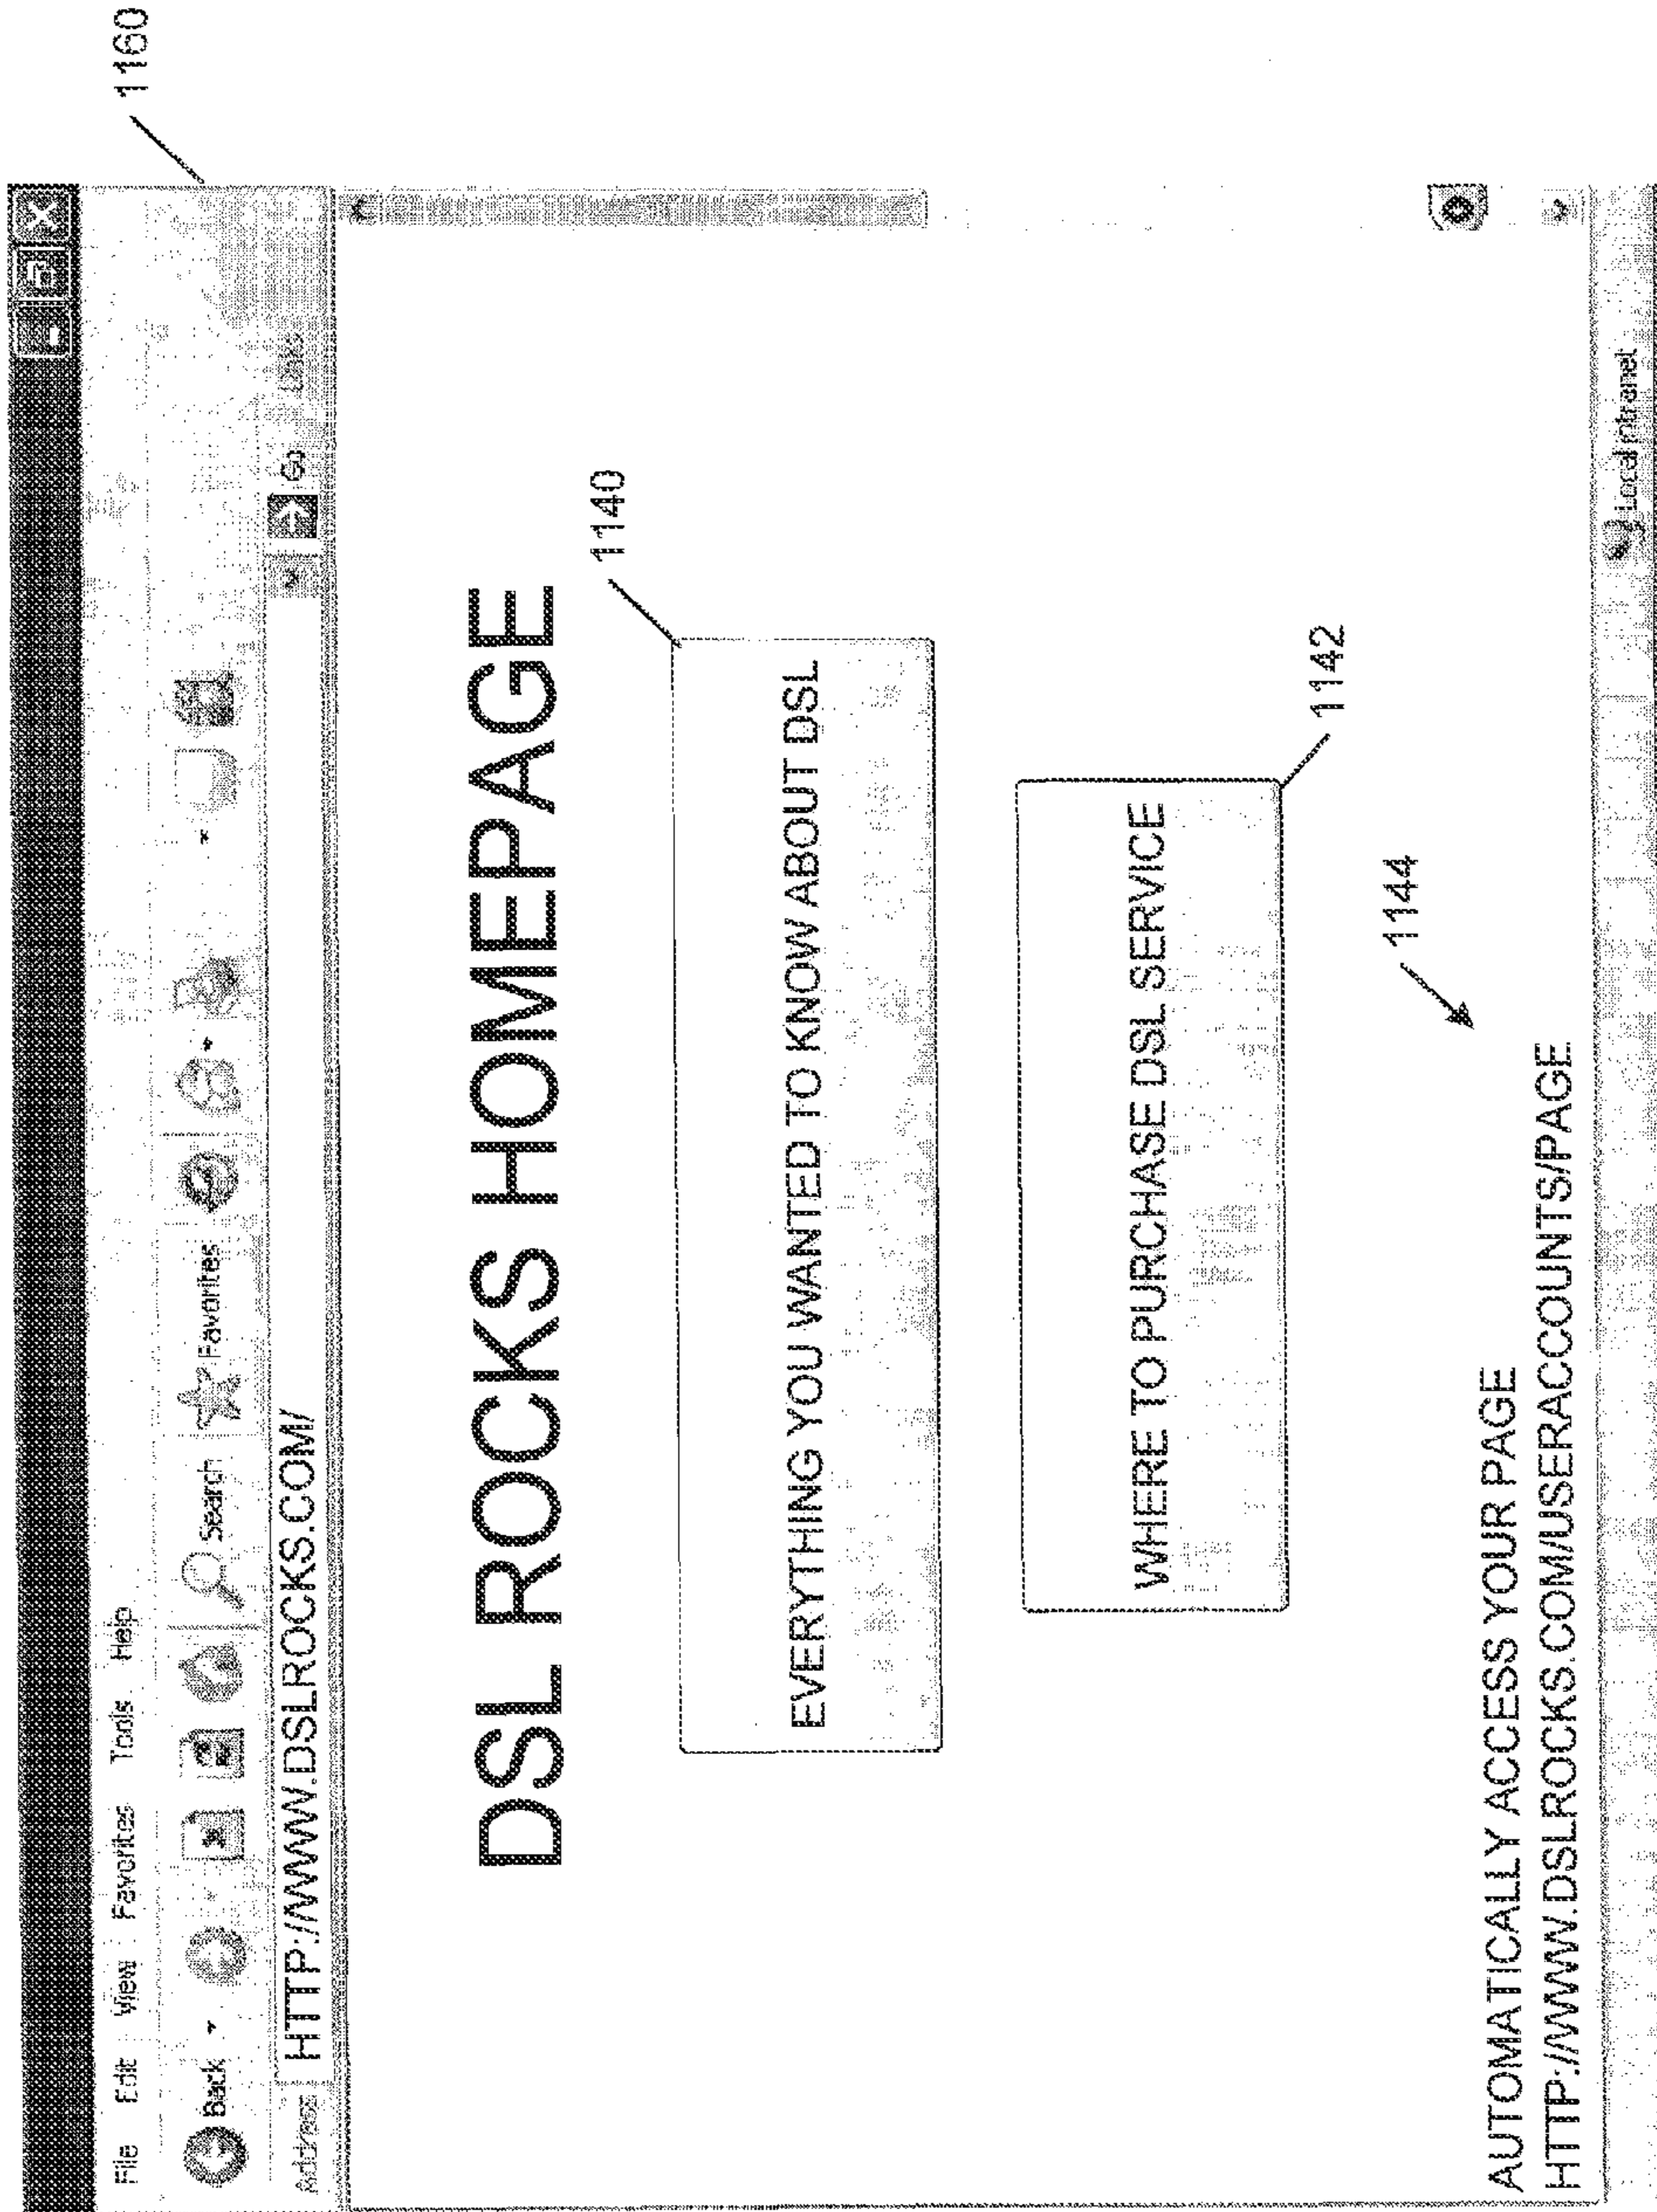 1160
File Edit View Favorites Tools Help
Back Search Favorites
Address HTTP://WWW.DSLROCKS.COM/ Go Links
DSL ROCKS HOMEPAGE
1140
EVERYTHING YOU WANTED TO KNOW ABOUT DSL
1142
WHERE TO PURCHASE DSL SERVICE
1144
AUTOMATICALLY ACCESS YOUR PAGE
HTTP://WWW.DSLROCKS.COM/USERACCOUNTS/PAGE
Local intranet